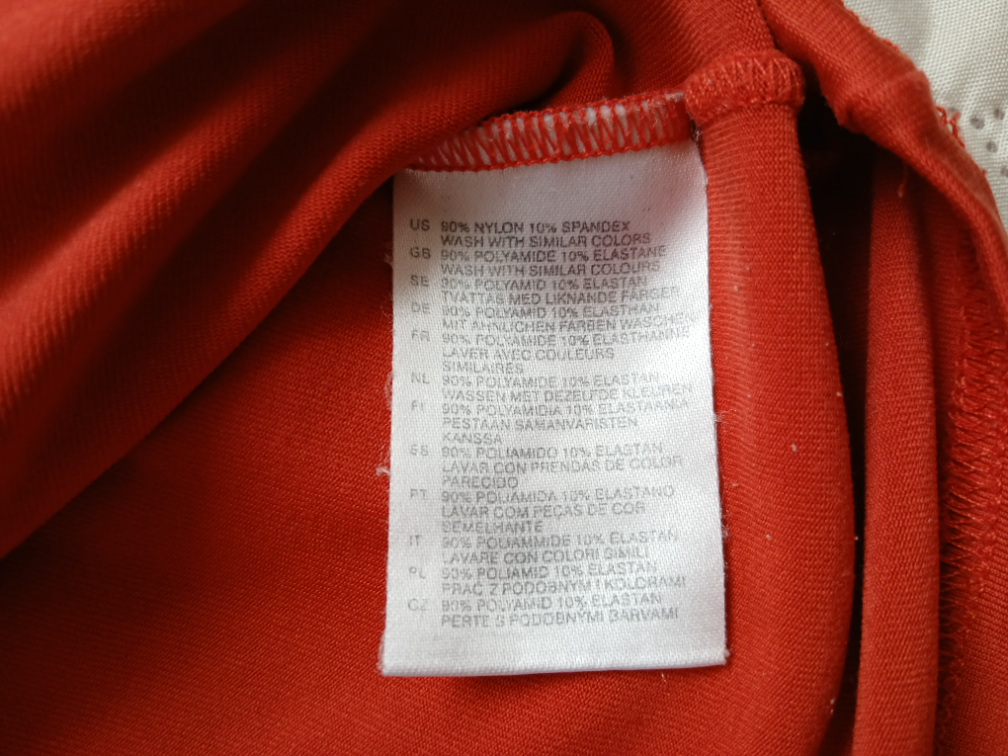 US 90% NYLON 10% SPANDEX
WASH WITH SIMILAR COLORS
GB 90% POLYAMIDE 10% ELASTANE
WASH WITH SIMILAR COLOURS
SE 90% POLYAMID 10% ELASTAN
TVÄTTAS MED LIKNANDE FÄRGER
DE 90% POLYAMID 10% ELASTHAN
MIT ÄHNLICHEN FARBEN WASCHEN
FR 90% POLYAMIDE 10% ELASTHANNE
LAVER AVEC COULEURS
SIMILAIRES
NL 90% POLYAMIDE 10% ELASTAN
WASSEN MET DEZELFDE KLEUREN
FI 90% POLYAMIDIA 10% ELASTAANIA
PESTÄÄN SAMANVÄRISTEN
KANSSA
ES 90% POLIAMIDO 10% ELASTAN
LAVAR CON PRENDAS DE COLOR
PARECIDO
PT 90% POLIAMIDA 10% ELASTANO
LAVAR COM PEÇAS DE COR
SEMELHANTE
IT 90% POLIAMMIDE 10% ELASTAN
LAVARE CON COLORI SIMILI
PL 90% POLIAMID 10% ELASTAN
PRAĆ Z PODOBNYMI KOLORAMI
CZ 90% POLYAMID 10% ELASTAN
PERTE S PODOBNÝMI BARVAMI